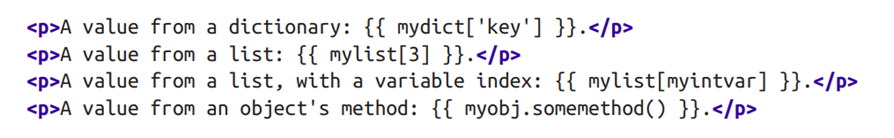 <p>A value from a dictionary: {{ mydict['key'] }}.</p>
<p>A value from a list: {{ mylist[3] }}.</p>
<p>A value from a list, with a variable index: {{ mylist[myintvar] }}.</p>
<p>A value from an object's method: {{ myobj.somemethod() }}.</p>